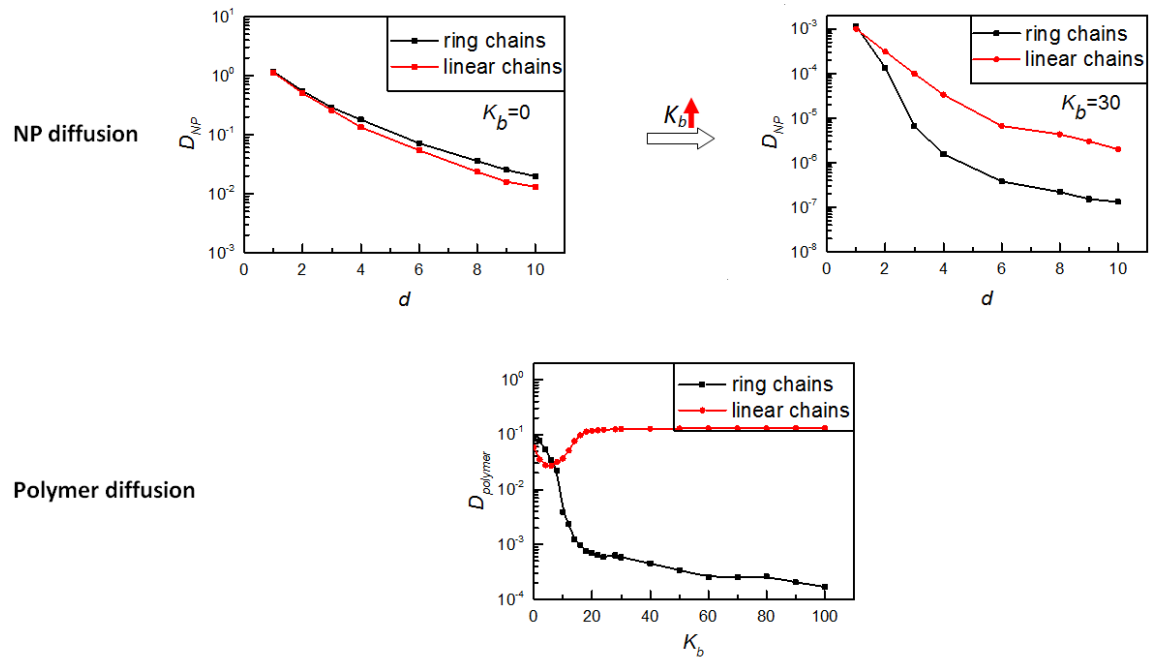 NP diffusion
10^1
10^0
10^-1
10^-2
10^-3
D_NP
0 2 4 6 8 10
d
ring chains
linear chains
K_b=0
K_b
10^-3
10^-4
10^-5
10^-6
10^-7
10^-8
D_NP
0 2 4 6 8 10
d
ring chains
linear chains
K_b=30
Polymer diffusion
10^0
10^-1
10^-2
10^-3
10^-4
D_polymer
0 20 40 60 80 100
K_b
ring chains
linear chains